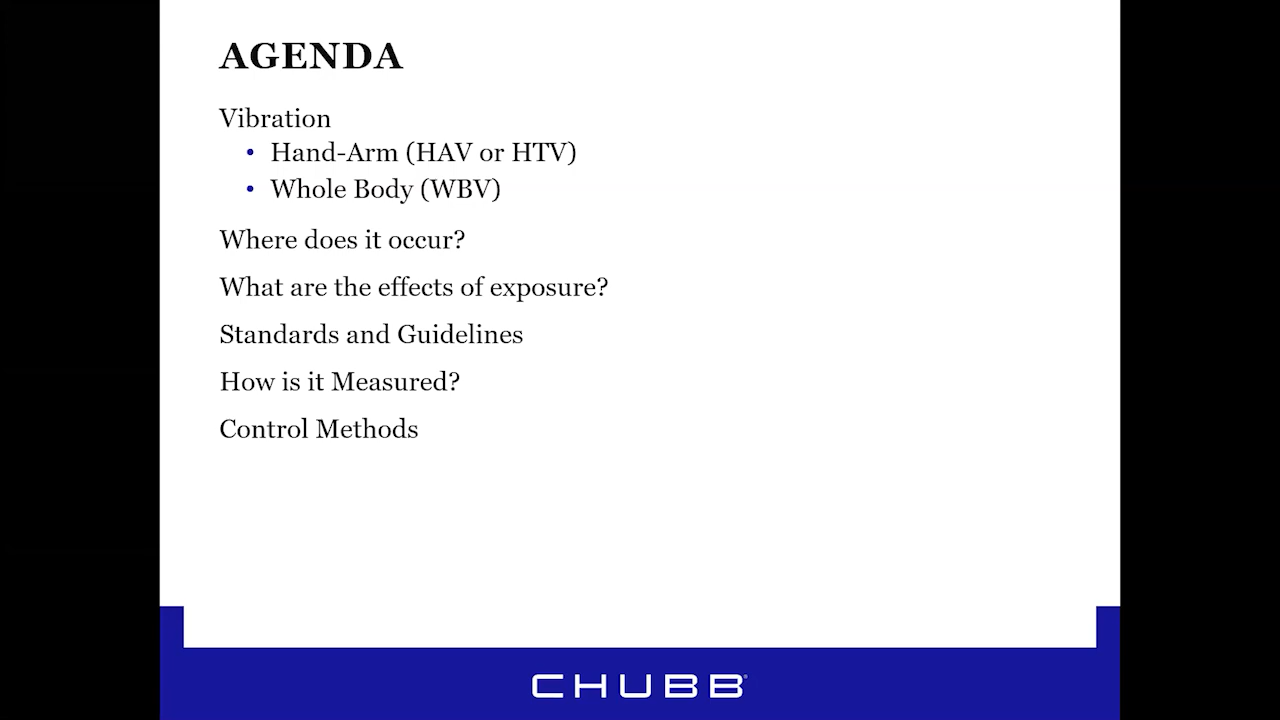 AGENDA
Vibration
• Hand-Arm (HAV or HTV)
• Whole Body (WBV)
Where does it occur?
What are the effects of exposure?
Standards and Guidelines
How is it Measured?
Control Methods
CHUBB®